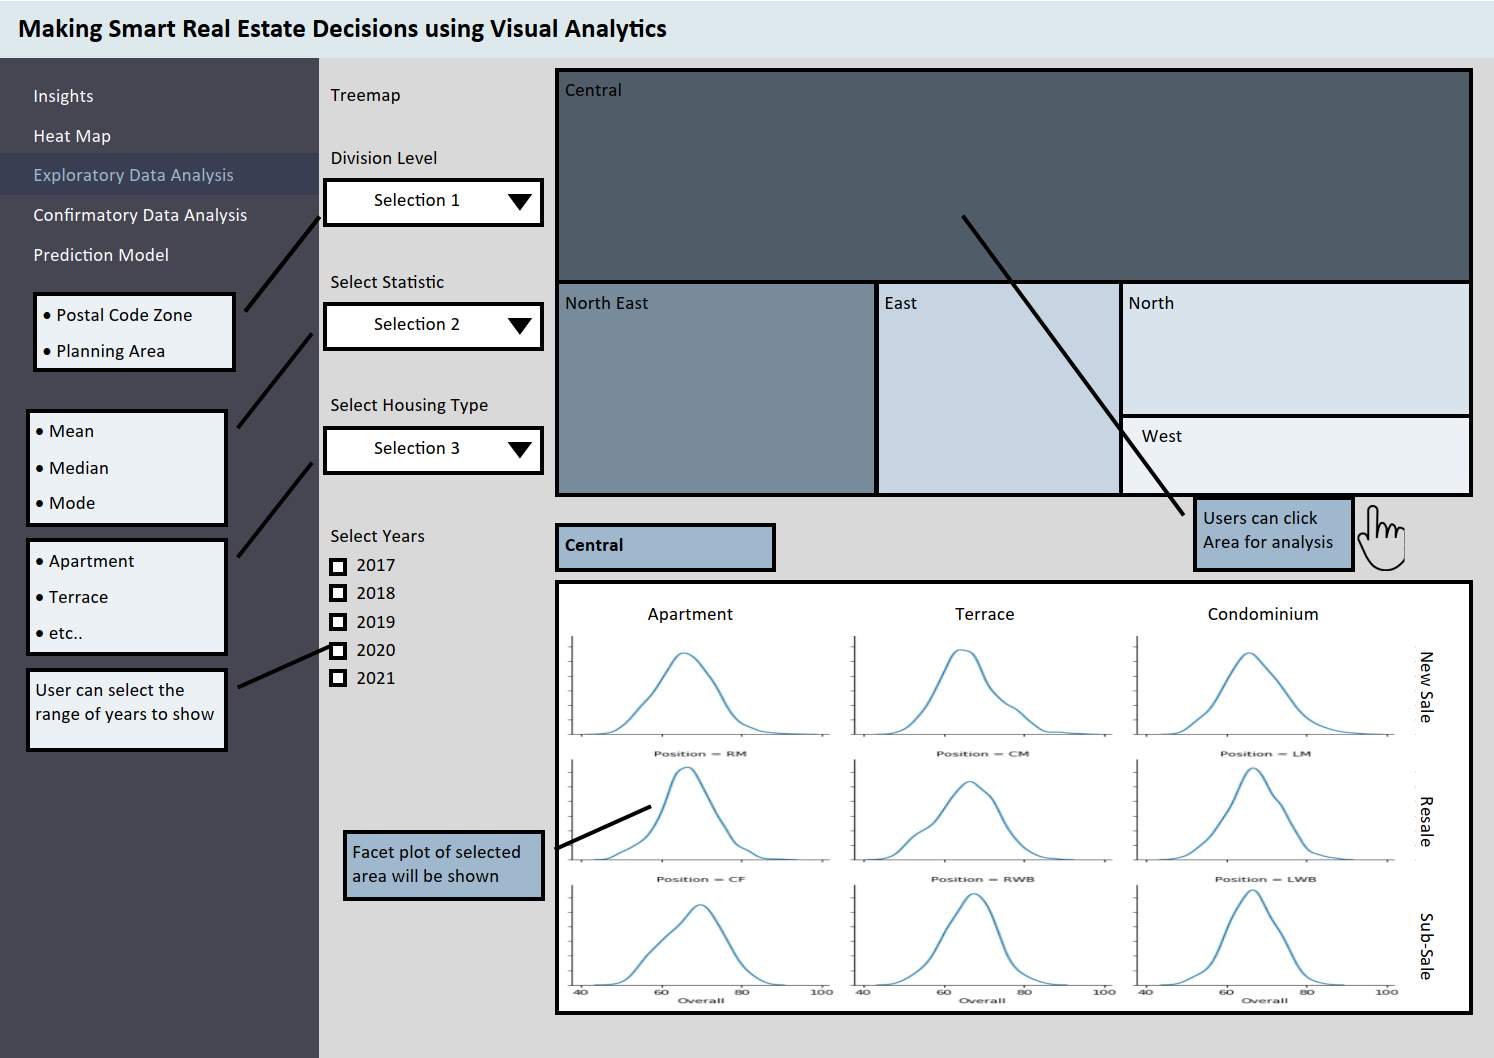 Making Smart Real Estate Decisions using Visual Analytics
Insights
Heat Map
Exploratory Data Analysis
Confirmatory Data Analysis
Prediction Model
• Postal Code Zone
• Planning Area
• Mean
• Median
• Mode
• Apartment
• Terrace
• etc..
User can select the
range of years to show
Treemap
Division Level
Selection 1
Select Statistic
Selection 2
Select Housing Type
Selection 3
Select Years
2017
2018
2019
2020
2021
Facet plot of selected
area will be shown
Central
North East
East
North
West
Users can click
Area for analysis
Central
Apartment Terrace Condominium
New Sale
Position = RM Position = CM Position = LM
Resale
Position = CF Position = RWB Position = LWB
Sub-Sale
40 60 80 100 40 60 80 100 40 60 80 100
Overall Overall Overall